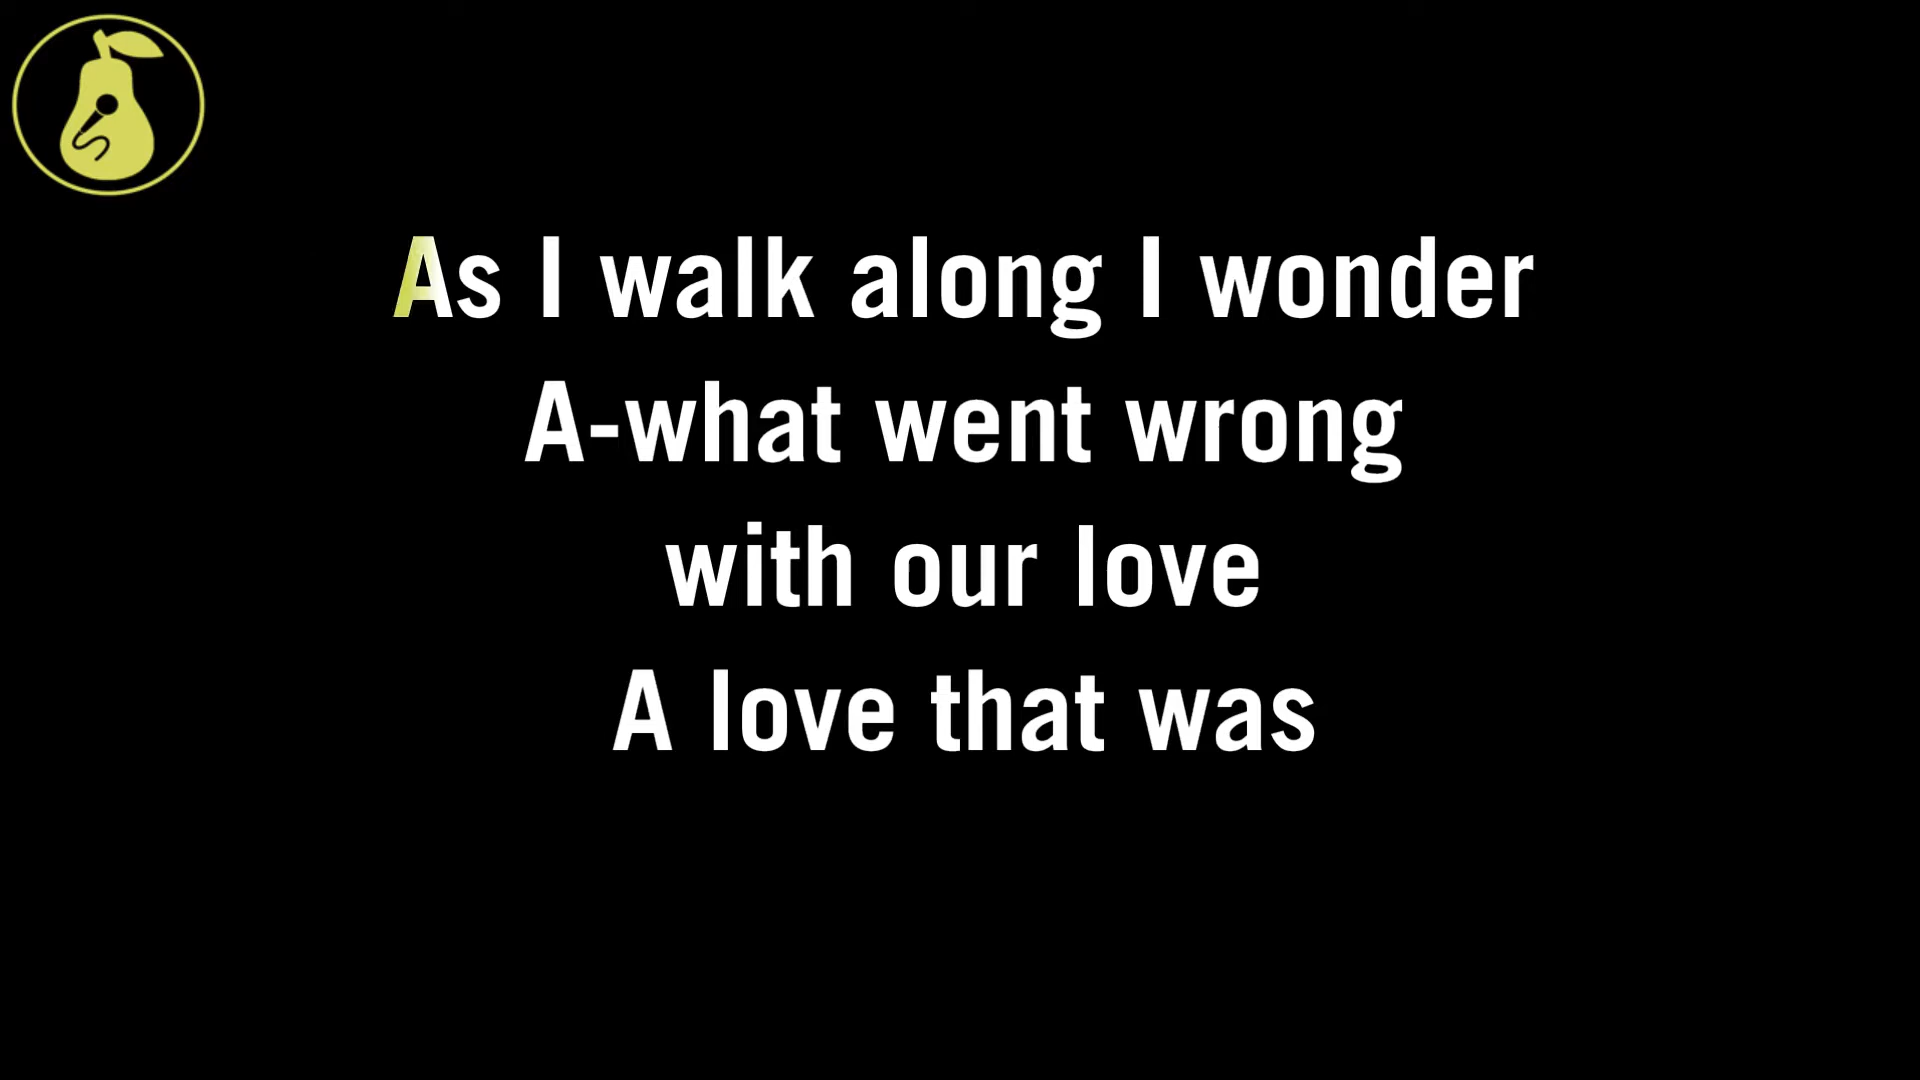 As I walk along I wonder
A-what went wrong
with our love
A love that was